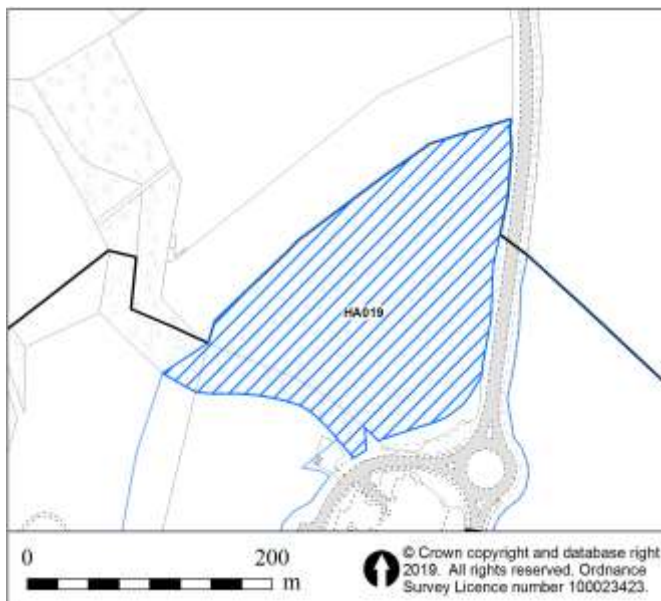 HA019
0 200
m
© Crown copyright and database right
2019. All rights reserved. Ordnance
Survey Licence number 100023423.